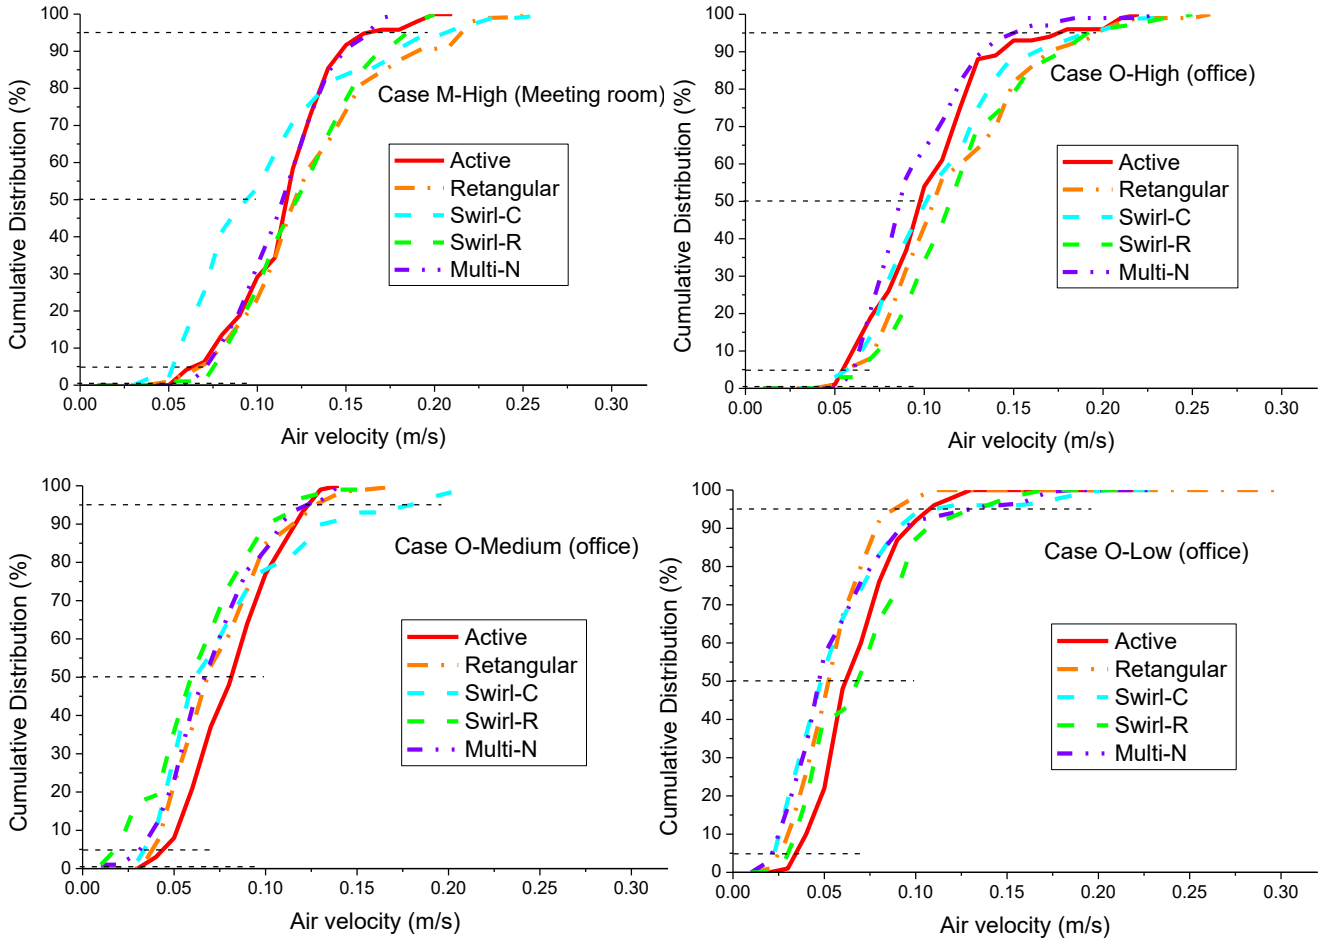 Cumulative Distribution (%)
100
90
80
70
60
50
40
30
20
10
0
Case M-High (Meeting room)
Active
Retangular
Swirl-C
Swirl-R
Multi-N
0.00 0.05 0.10 0.15 0.20 0.25 0.30
Air velocity (m/s)
Cumulative Distribution (%)
100
90
80
70
60
50
40
30
20
10
0
Case O-High (office)
Active
Retangular
Swirl-C
Swirl-R
Multi-N
0.00 0.05 0.10 0.15 0.20 0.25 0.30
Air velocity (m/s)
Cumulative Distribution (%)
100
90
80
70
60
50
40
30
20
10
0
Case O-Medium (office)
Active
Retangular
Swirl-C
Swirl-R
Multi-N
0.00 0.05 0.10 0.15 0.20 0.25 0.30
Air velocity (m/s)
Cumulative Distribution (%)
100
90
80
70
60
50
40
30
20
10
0
Case O-Low (office)
Active
Retangular
Swirl-C
Swirl-R
Multi-N
0.00 0.05 0.10 0.15 0.20 0.25 0.30
Air velocity (m/s)